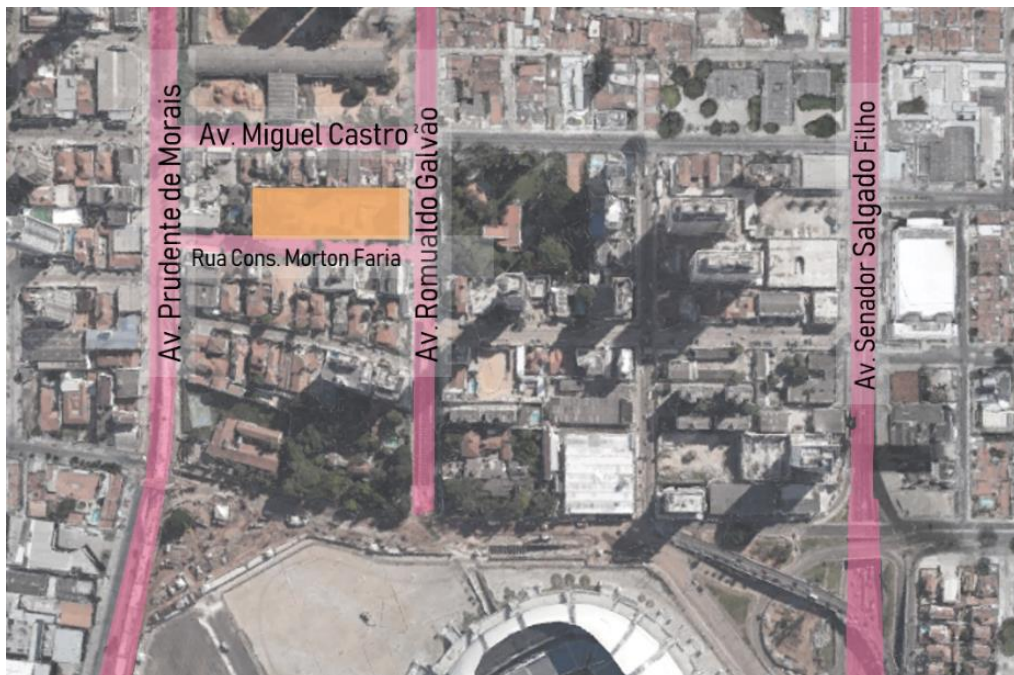 Av. Prudente de Morais
Av. Miguel Castro
Av. Romualdo Galvão
Rua Cons. Morton Faria
Av. Senador Salgado Filho